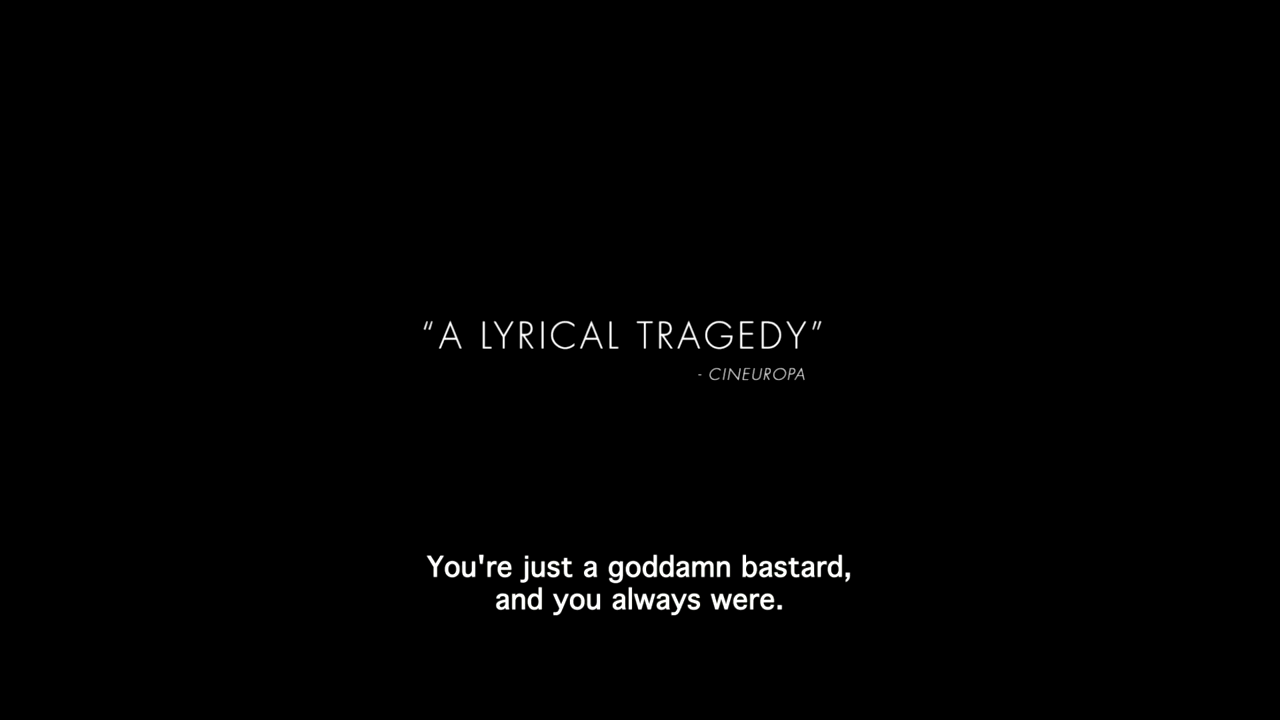 “A LYRICAL TRAGEDY”
- CINEUROPA
You're just a goddamn bastard,
and you always were.